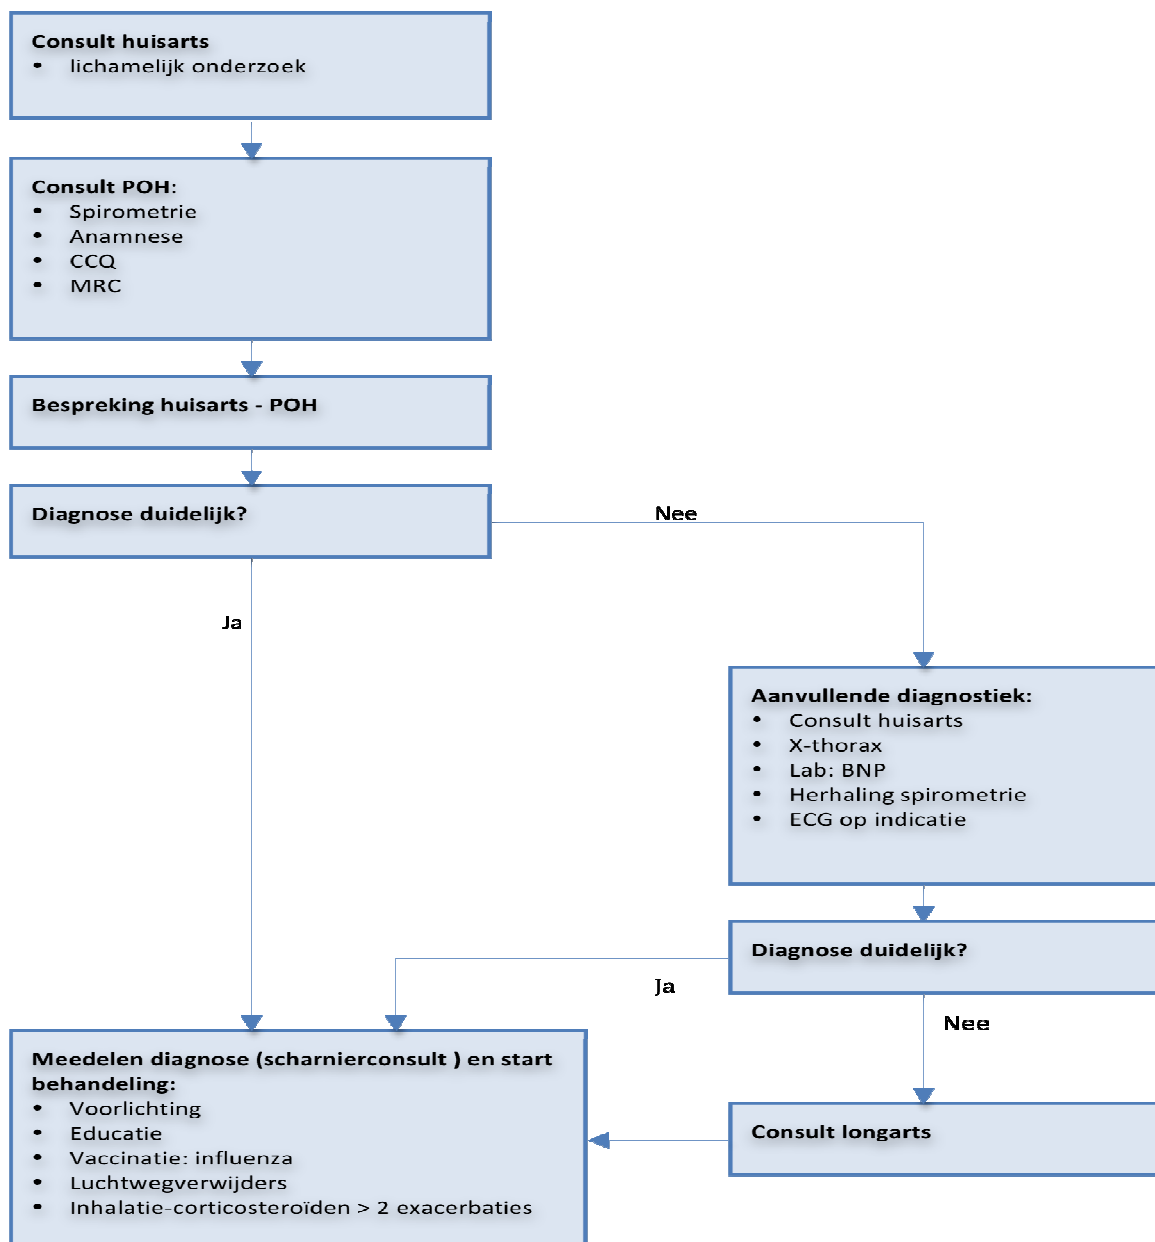 Consult huisarts
• lichamelijk onderzoek
Consult POH:
• Spirometrie
• Anamnese
• CCQ
• MRC
Bespreking huisarts - POH
Diagnose duidelijk?
Nee
Ja
Aanvullende diagnostiek:
• Consult huisarts
• X-thorax
• Lab: BNP
• Herhaling spirometrie
• ECG op indicatie
Diagnose duidelijk?
Ja
Nee
Consult longarts
Meedelen diagnose (scharnierconsult ) en start
behandeling:
• Voorlichting
• Educatie
• Vaccinatie: influenza
• Luchtwegverwijders
• Inhalatie-corticosteroïden > 2 exacerbaties